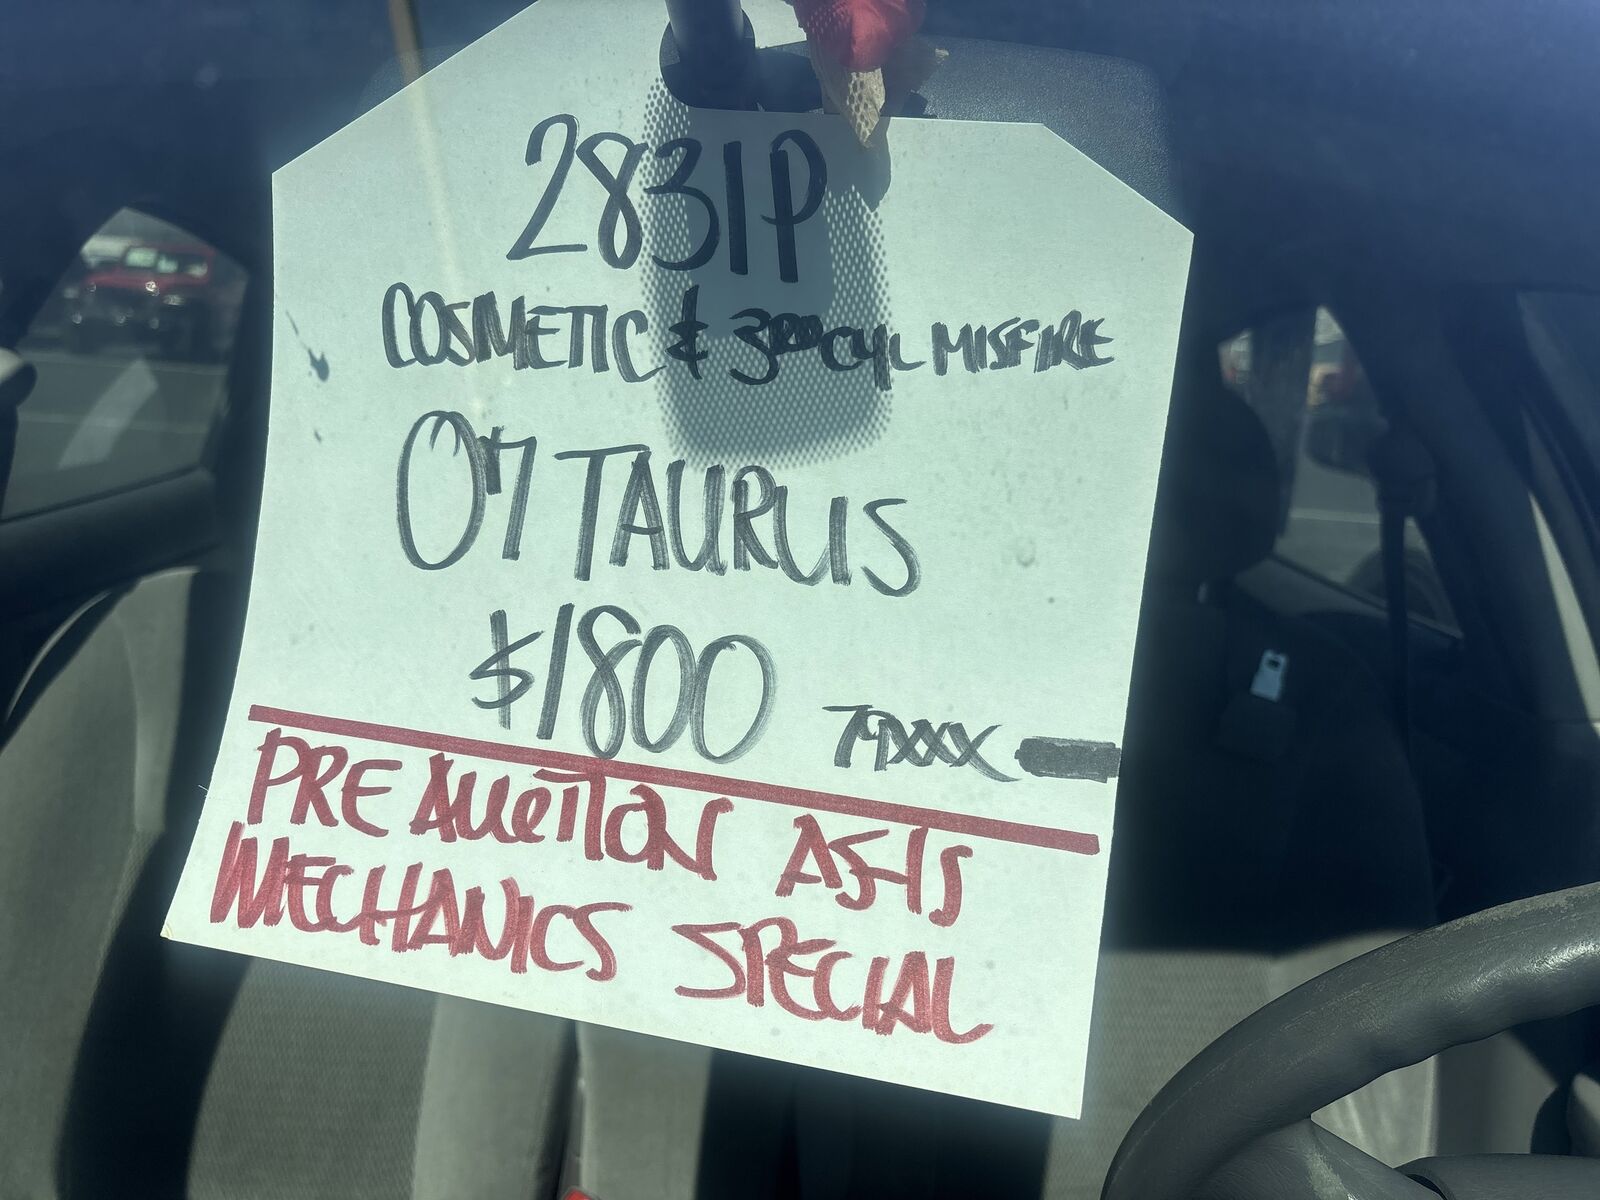 2831P
COSMETIC & 3RD CYL MISFIRE
07 TAURUS
$1800 79XXX
PRE AUCTION AS-IS
MECHANICS SPECIAL